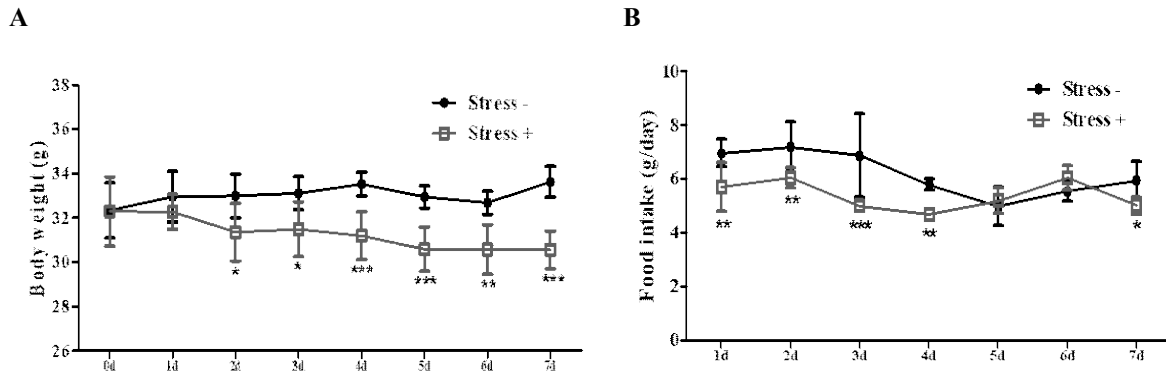 A
Body weight (g)
38
36
34
32
30
28
26
Stress -
Stress +
*
*
***
***
**
***
0d 1d 2d 3d 4d 5d 6d 7d
B
Food intake (g/day)
10
8
6
4
2
0
Stress -
Stress +
**
**
***
**
*
1d 2d 3d 4d 5d 6d 7d